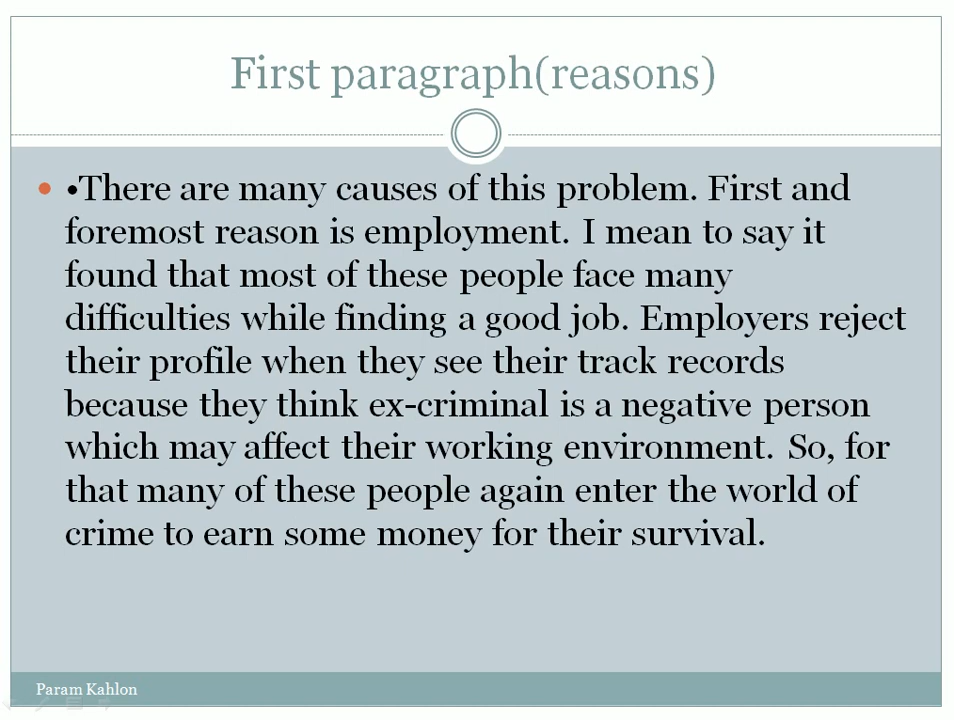 First paragraph(reasons)
•There are many causes of this problem. First and
foremost reason is employment. I mean to say it
found that most of these people face many
difficulties while finding a good job. Employers reject
their profile when they see their track records
because they think ex-criminal is a negative person
which may affect their working environment. So, for
that many of these people again enter the world of
crime to earn some money for their survival.
Param Kahlon